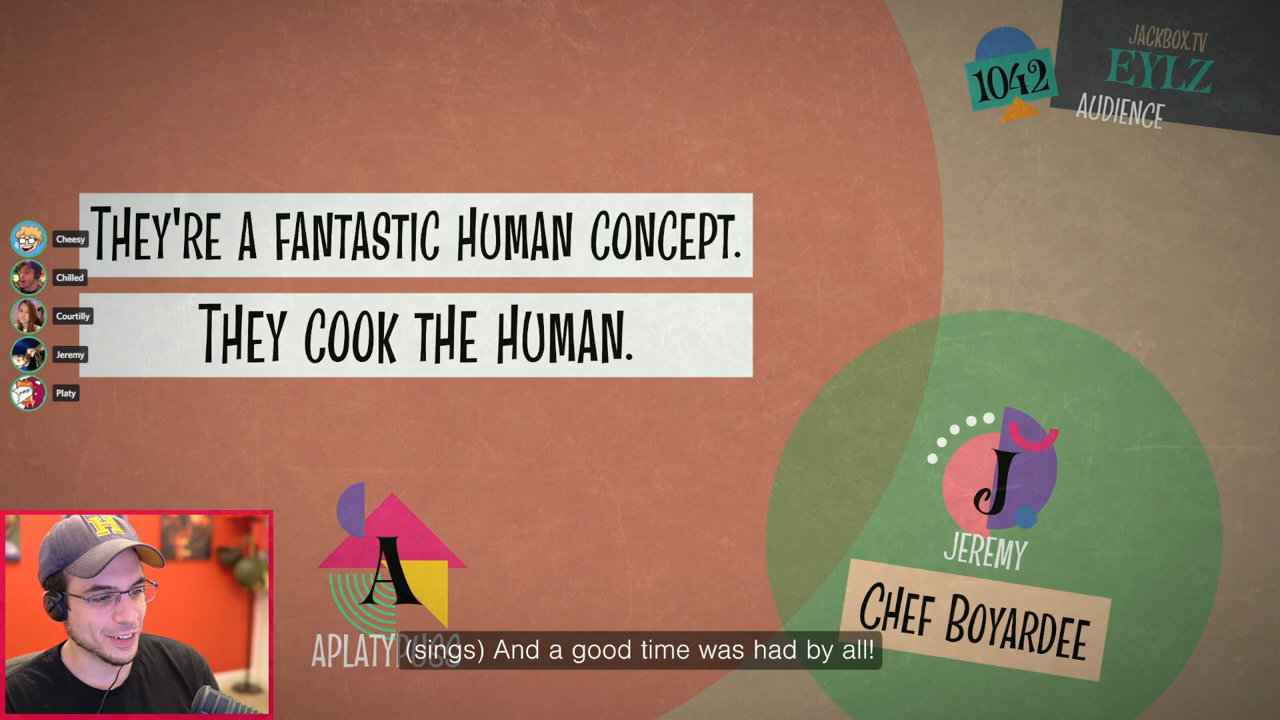 JACKBOX.TV
EYLZ
1042
AUDIENCE
THEY'RE A FANTASTIC HUMAN CONCEPT.
THEY COOK THE HUMAN.
Cheesy
Chilled
Courtilly
Jeremy
Platy
H
A
J
JEREMY
CHEF BOYARDEE
APLATYPUSS
(sings) And a good time was had by all!